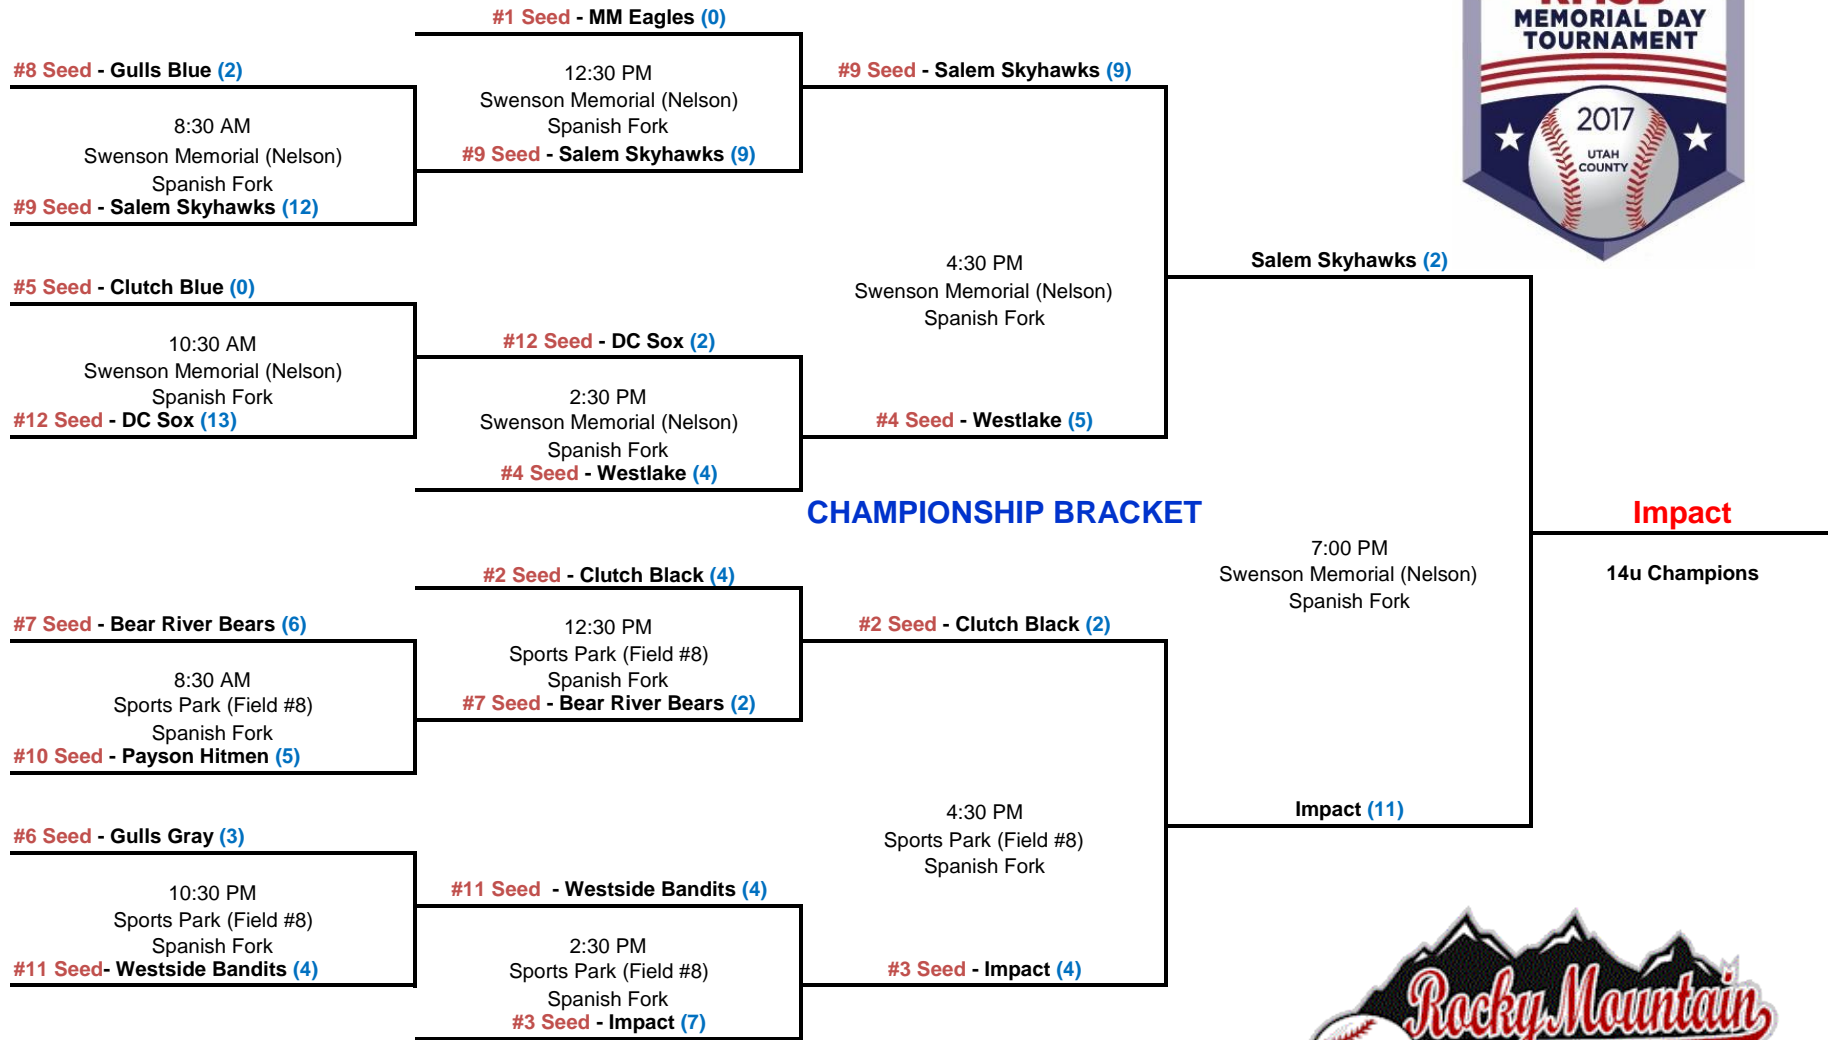 #1 Seed - MM Eagles (0)
12:30 PM
Swenson Memorial (Nelson)
Spanish Fork
#9 Seed - Salem Skyhawks (9)
#8 Seed - Gulls Blue (2)
8:30 AM
Swenson Memorial (Nelson)
Spanish Fork
#9 Seed - Salem Skyhawks (12)
#9 Seed - Salem Skyhawks (9)
4:30 PM
Swenson Memorial (Nelson)
Spanish Fork
#4 Seed - Westlake (5)
MEMORIAL DAY
TOURNAMENT
2017
UTAH
COUNTY
Salem Skyhawks (2)
#5 Seed - Clutch Blue (0)
10:30 AM
Swenson Memorial (Nelson)
Spanish Fork
#12 Seed - DC Sox (13)
#12 Seed - DC Sox (2)
2:30 PM
Swenson Memorial (Nelson)
Spanish Fork
#4 Seed - Westlake (4)
CHAMPIONSHIP BRACKET
Impact
14u Champions
7:00 PM
Swenson Memorial (Nelson)
Spanish Fork
#2 Seed - Clutch Black (4)
12:30 PM
Sports Park (Field #8)
Spanish Fork
#7 Seed - Bear River Bears (2)
#7 Seed - Bear River Bears (6)
8:30 AM
Sports Park (Field #8)
Spanish Fork
#10 Seed - Payson Hitmen (5)
#2 Seed - Clutch Black (2)
4:30 PM
Sports Park (Field #8)
Spanish Fork
#3 Seed - Impact (4)
Impact (11)
#6 Seed - Gulls Gray (3)
10:30 PM
Sports Park (Field #8)
Spanish Fork
#11 Seed- Westside Bandits (4)
#11 Seed - Westside Bandits (4)
2:30 PM
Sports Park (Field #8)
Spanish Fork
#3 Seed - Impact (7)
Rocky Mountain